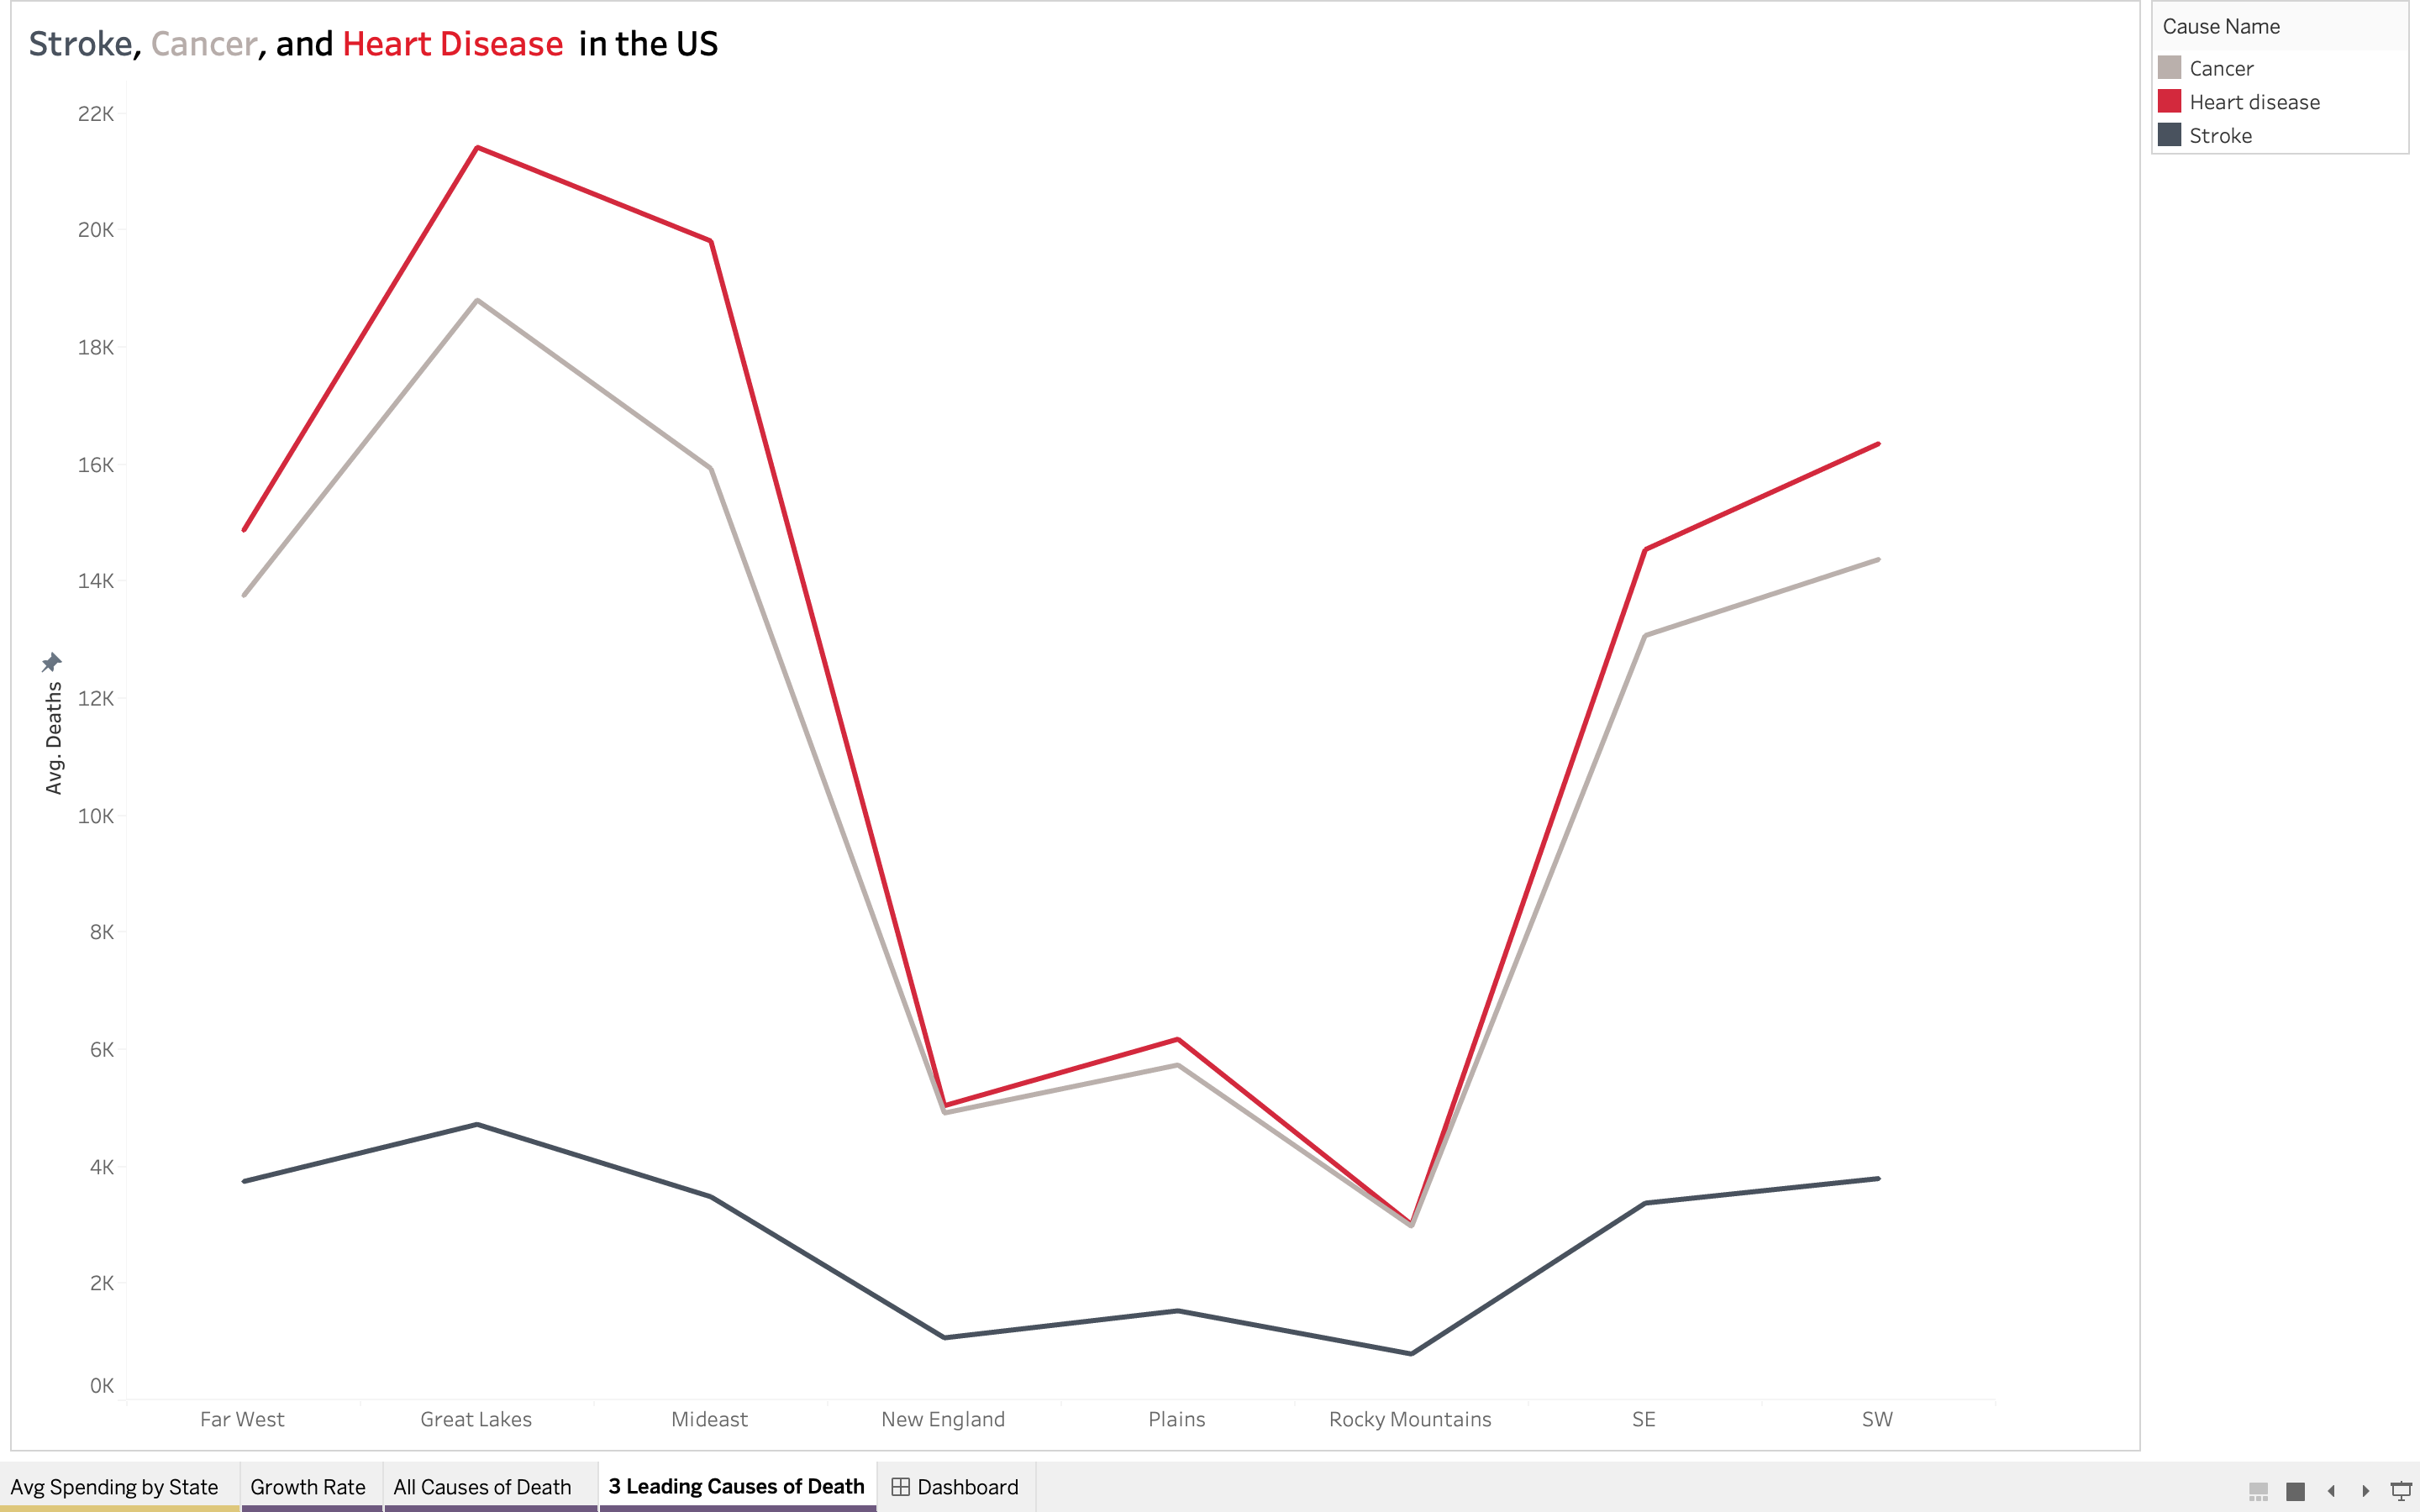 Stroke, Cancer, and Heart Disease in the US
Cause Name
Cancer
Heart disease
Stroke
22K
20K
18K
16K
14K
12K
10K
8K
6K
4K
2K
0K
Avg. Deaths
Far West Great Lakes Mideast New England Plains Rocky Mountains SE SW
Avg Spending by State Growth Rate All Causes of Death 3 Leading Causes of Death Dashboard